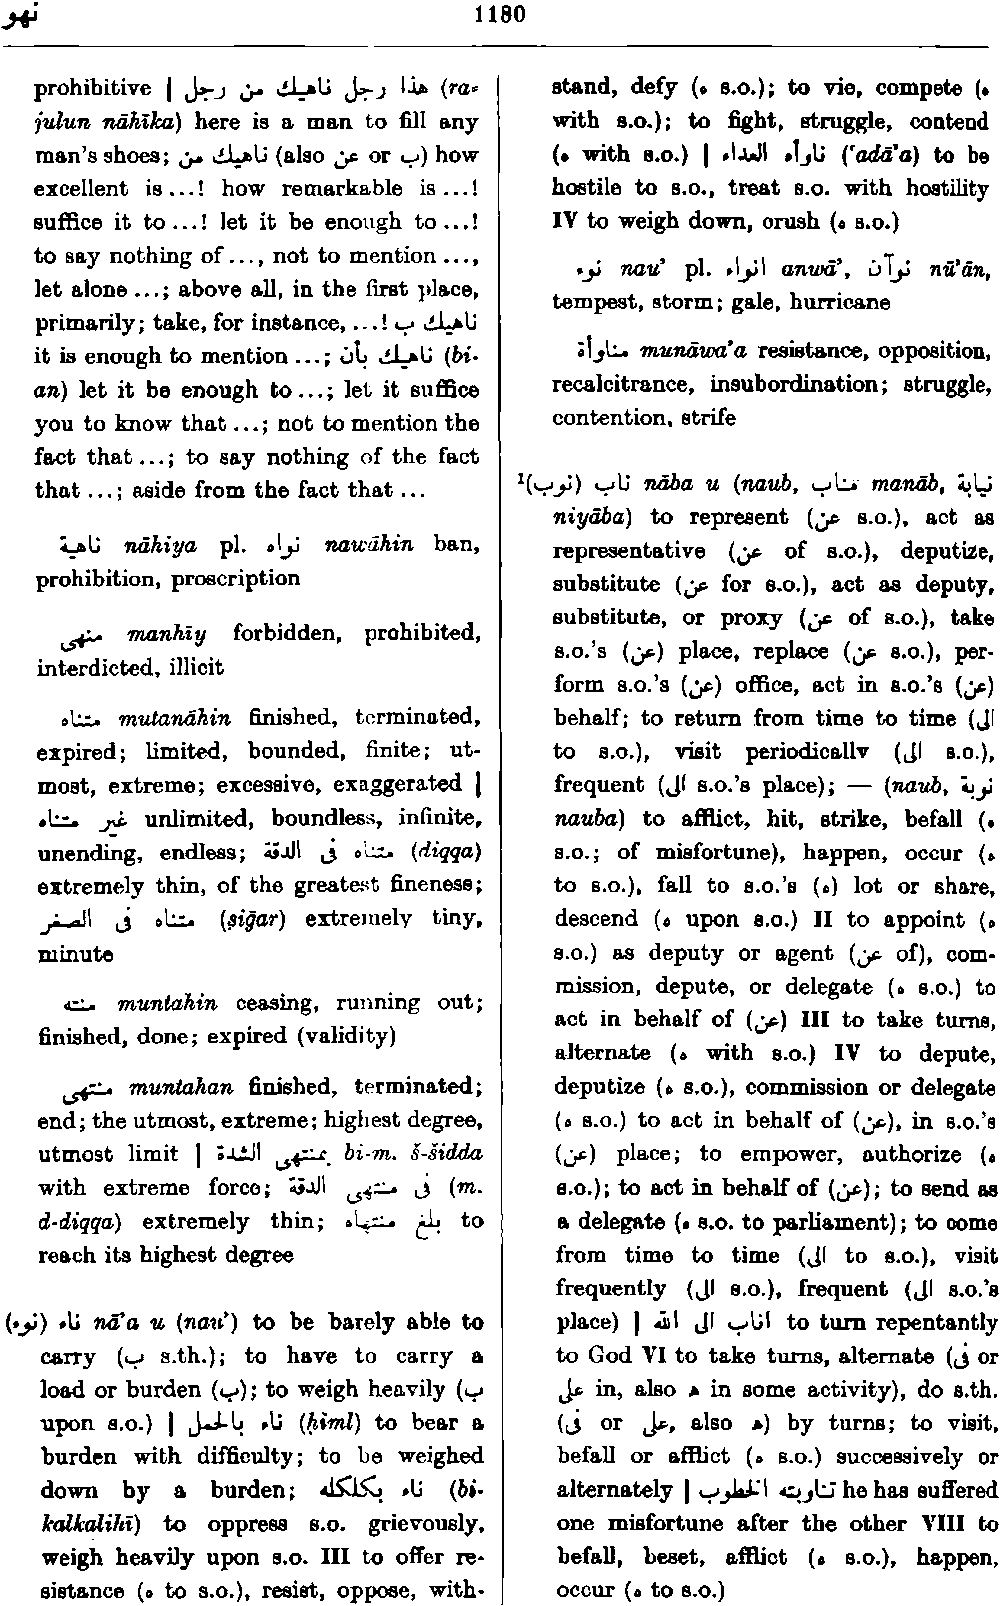 نهو
1180
prohibitive | هذا رجل ناهيك من رجل (ra-
julun nāhīka) here is a man to fill any
man's shoes; ناهيك من (also عن or ب) how
excellent is ...! how remarkable is ...!
suffice it to ...! let it be enough to ...!
to say nothing of ..., not to mention ...,
let alone ...; above all, in the first place,
primarily; take, for instance, ...! ناهيك ب
it is enough to mention ...; ناهيك بأن (bi-
an) let it be enough to ...; let it suffice
you to know that ...; not to mention the
fact that ...; to say nothing of the fact
that ...; aside from the fact that ...
ناهية nāhiya pl. نواه nawāhin ban,
prohibition, proscription
منهى manhīy forbidden, prohibited,
interdicted, illicit
متناه mutanāhin finished, terminated,
expired; limited, bounded, finite; ut-
most, extreme; excessive, exaggerated |
غير متناه unlimited, boundless, infinite,
unending, endless; متناه فى الدقة (diqqa)
extremely thin, of the greatest fineness;
متناه فى الصغر (ṣiḡar) extremely tiny,
minute
منته muntahin ceasing, running out;
finished, done; expired (validity)
منتهى muntahan finished, terminated;
end; the utmost, extreme; highest degree,
utmost limit | بمنتهى الشدة bi-m. š-šidda
with extreme force; فى منتهى الدقة (m.
d-diqqa) extremely thin; بلغ منتهاه to
reach its highest degree
(نوء) ناء nā'a u (nau') to be barely able to
carry (ب s.th.); to have to carry a
load or burden (ب); to weigh heavily (ب
upon s.o.) | ناء بالحمل (ḥiml) to bear a
burden with difficulty; to be weighed
down by a burden; ناء بكلكله (bi-
kalkalihī) to oppress s.o. grievously,
weigh heavily upon s.o. III to offer re-
sistance (ه to s.o.), resist, oppose, with-
stand, defy (ه s.o.); to vie, compete (ه
with s.o.); to fight, struggle, contend
(ه with s.o.) | ناوأه العداء ('adā'a) to be
hostile to s.o., treat s.o. with hostility
IV to weigh down, crush (ه s.o.)
نوء nau' pl. انواء anwā', نوآن nū'ān,
tempest, storm; gale, hurricane
مناوأة munāwa'a resistance, opposition,
recalcitrance, insubordination; struggle,
contention, strife
¹(نوب) ناب nāba u (naub, مناب manāb, نيابة
niyāba) to represent (عن s.o.), act as
representative (عن of s.o.), deputize,
substitute (عن for s.o.), act as deputy,
substitute, or proxy (عن of s.o.), take
s.o.'s (عن) place, replace (عن s.o.), per-
form s.o.'s (عن) office, act in s.o.'s (عن)
behalf; to return from time to time (الى
to s.o.), visit periodically (الى s.o.),
frequent (الى s.o.'s place); — (naub, نوبة
nauba) to afflict, hit, strike, befall (ه
s.o.; of misfortune), happen, occur (ه
to s.o.), fall to s.o.'s (ه) lot or share,
descend (ه upon s.o.) II to appoint (ه
s.o.) as deputy or agent (عن of), com-
mission, depute, or delegate (ه s.o.) to
act in behalf of (عن) III to take turns,
alternate (ه with s.o.) IV to depute,
deputize (ه s.o.), commission or delegate
(ه s.o.) to act in behalf of (عن), in s.o.'s
(عن) place; to empower, authorize (ه
s.o.); to act in behalf of (عن); to send as
a delegate (ه s.o. to parliament); to come
from time to time (الى to s.o.), visit
frequently (الى s.o.), frequent (الى s.o.'s
place) | اناب الى الله to turn repentantly
to God VI to take turns, alternate (فى or
على in, also ه in some activity), do s.th.
(فى or على, also ه) by turns; to visit,
befall or afflict (ه s.o.) successively or
alternately | تناوبته الخطوب he has suffered
one misfortune after the other VIII to
befall, beset, afflict (ه s.o.), happen,
occur (ه to s.o.)